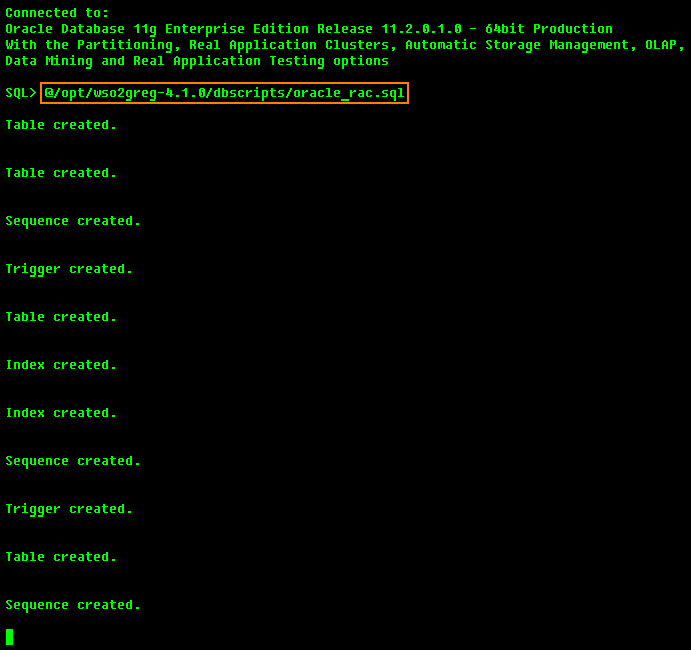 Connected to:
Oracle Database 11g Enterprise Edition Release 11.2.0.1.0 - 64bit Production
With the Partitioning, Real Application Clusters, Automatic Storage Management, OLAP,
Data Mining and Real Application Testing options
SQL> @/opt/wso2greg-4.1.0/dbscripts/oracle_rac.sql
Table created.
Table created.
Sequence created.
Trigger created.
Table created.
Index created.
Index created.
Sequence created.
Trigger created.
Table created.
Sequence created.